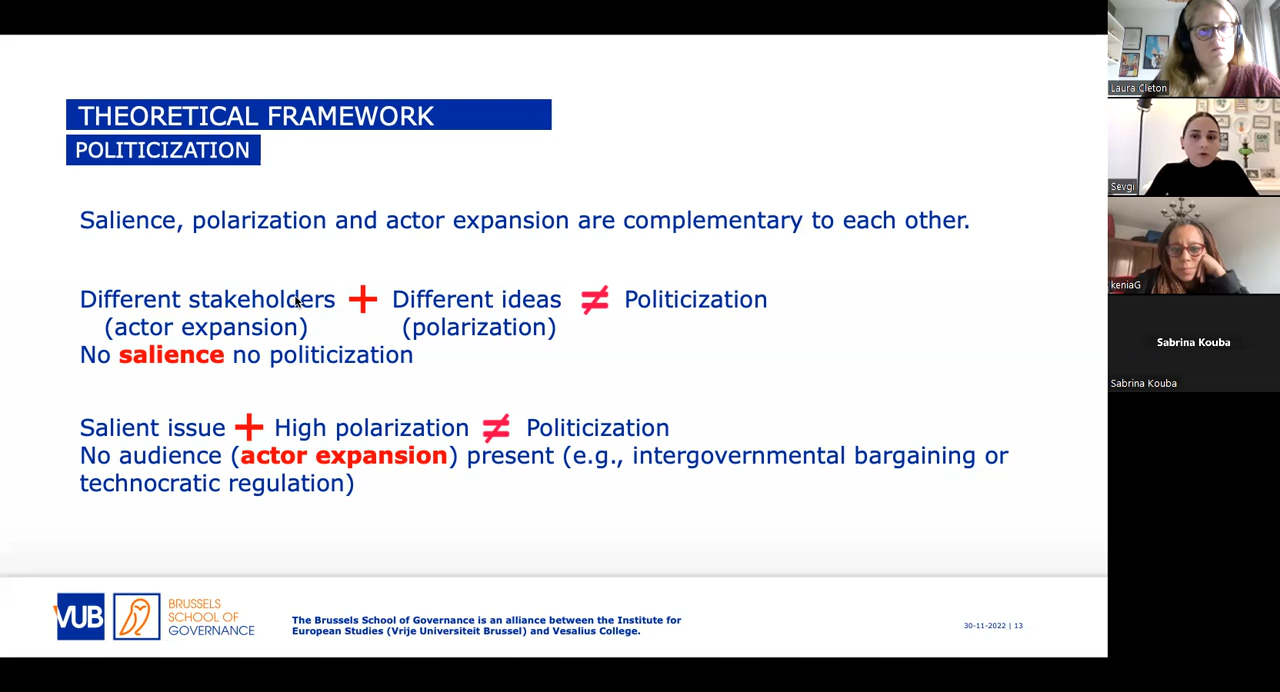 THEORETICAL FRAMEWORK
POLITICIZATION
Salience, polarization and actor expansion are complementary to each other.
Different stakeholders + Different ideas ≠ Politicization
(actor expansion) (polarization)
No salience no politicization
Salient issue + High polarization ≠ Politicization
No audience (actor expansion) present (e.g., intergovernmental bargaining or
technocratic regulation)
VUB
BRUSSELS
SCHOOL OF
GOVERNANCE
The Brussels School of Governance is an alliance between the Institute for
European Studies (Vrije Universiteit Brussel) and Vesalius College.
30-11-2022 | 13
Laura Cleton
Sevgi
keniaG
Sabrina Kouba
Sabrina Kouba